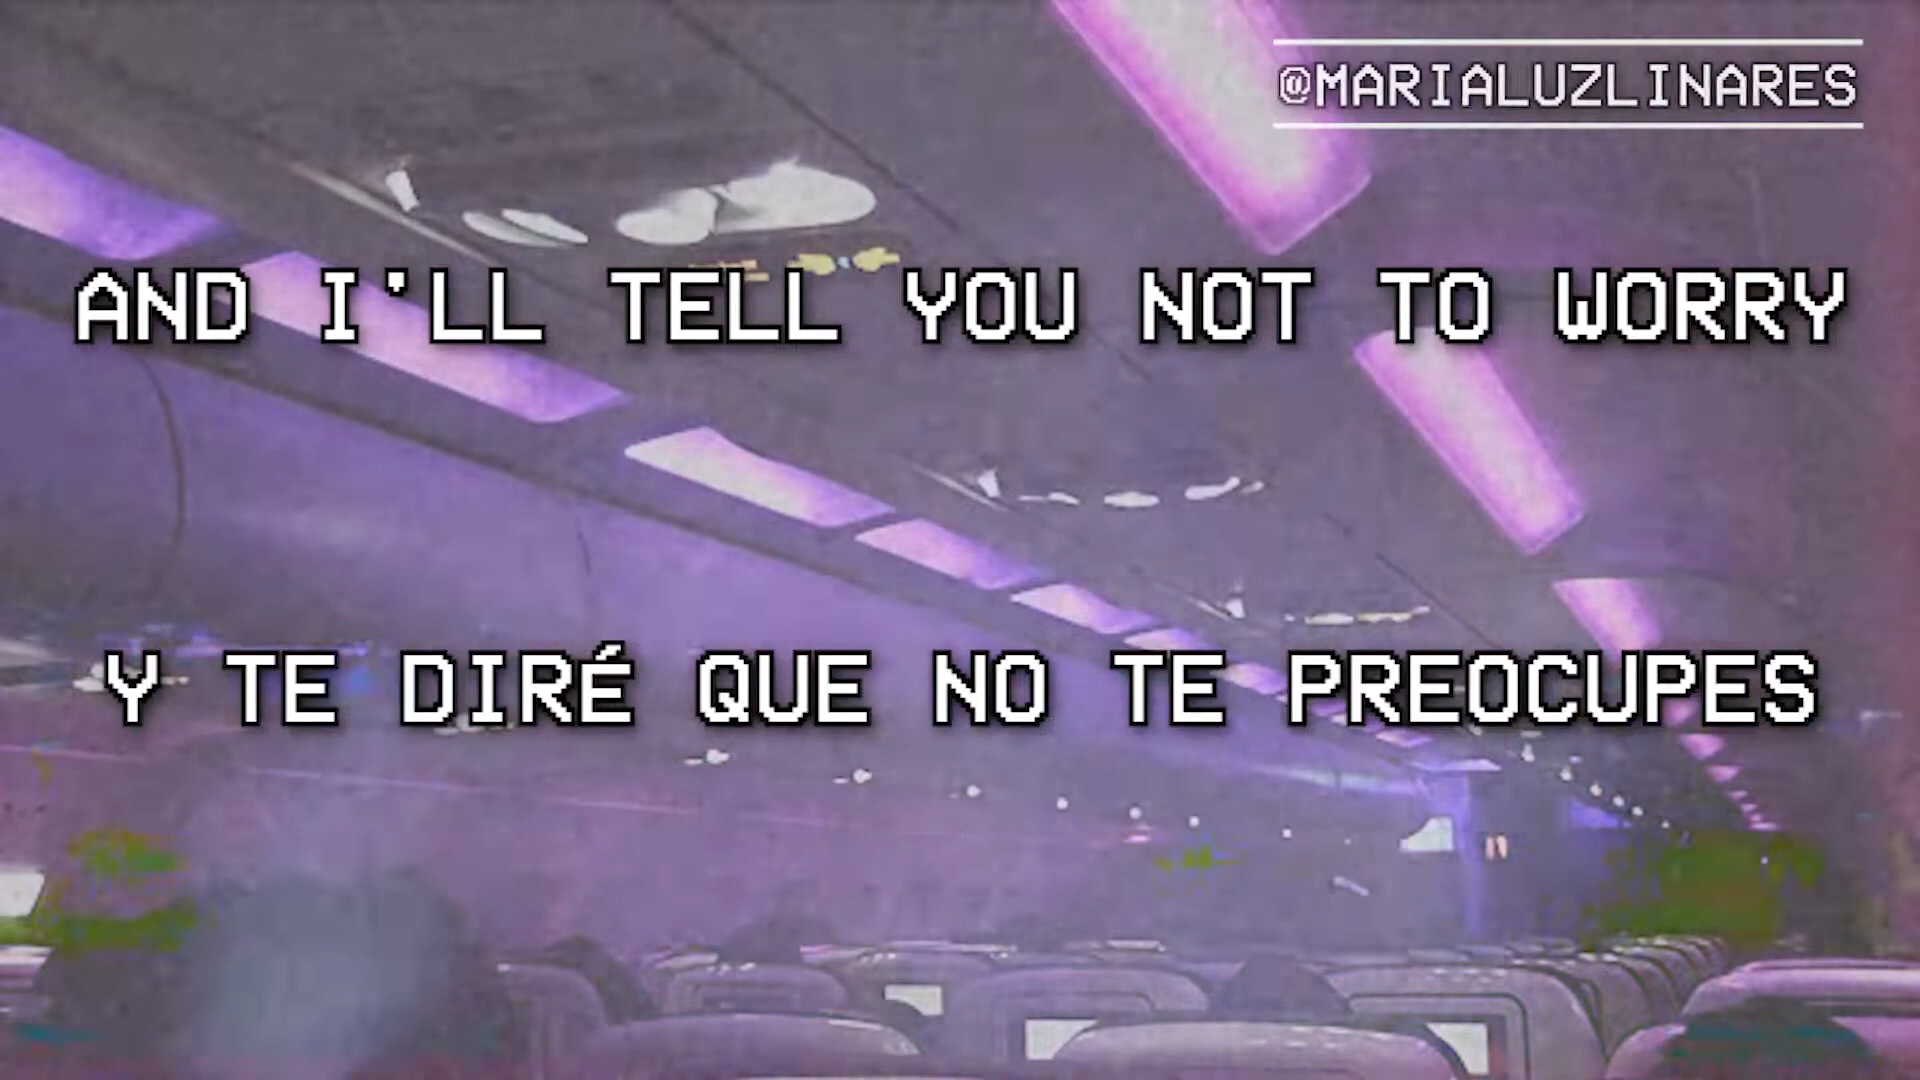 @MARIALUZLINARES
AND I'LL TELL YOU NOT TO WORRY
Y TE DIRÉ QUE NO TE PREOCUPES